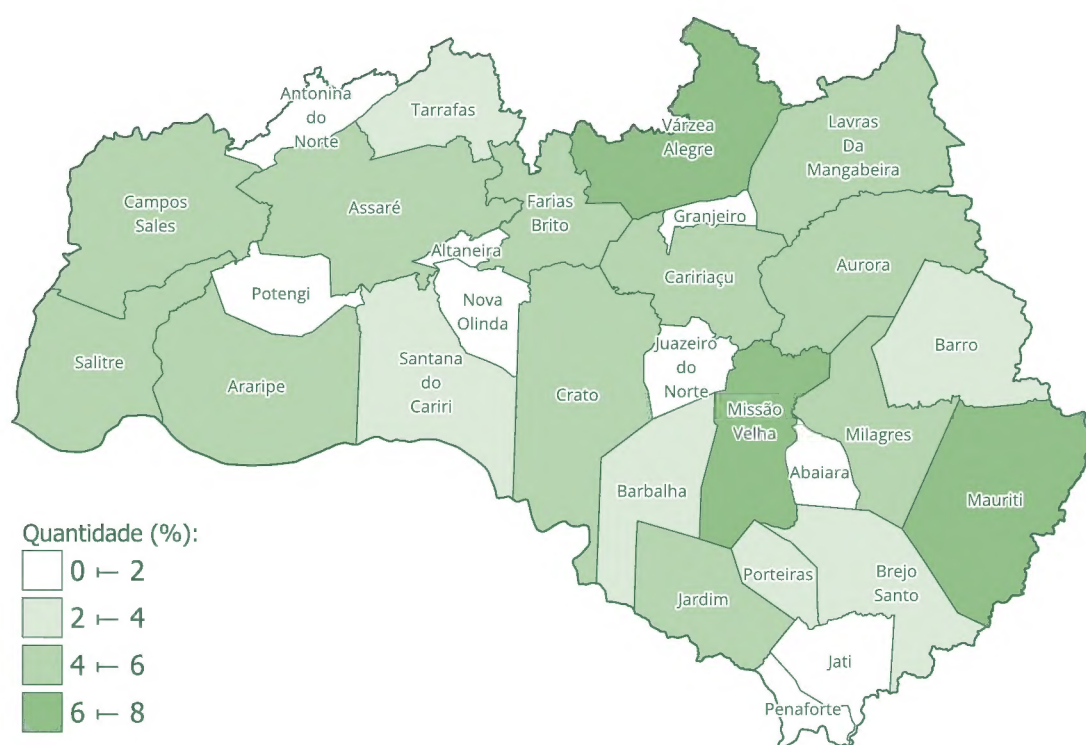 Antonina
do
Norte
Tarrafas
Várzea
Alegre
Lavras
Da
Mangabeira
Campos
Sales
Assaré
Farias
Brito
Granjeiro
Altaneira
Caririaçu
Aurora
Potengi
Nova
Olinda
Juazeiro
do
Norte
Barro
Salitre
Araripe
Santana
do
Cariri
Crato
Missão
Velha
Milagres
Abaiara
Mauriti
Barbalha
Porteiras
Brejo
Santo
Jardim
Jati
Penaforte
Quantidade (%):
0 ⊢ 2
2 ⊢ 4
4 ⊢ 6
6 ⊢ 8